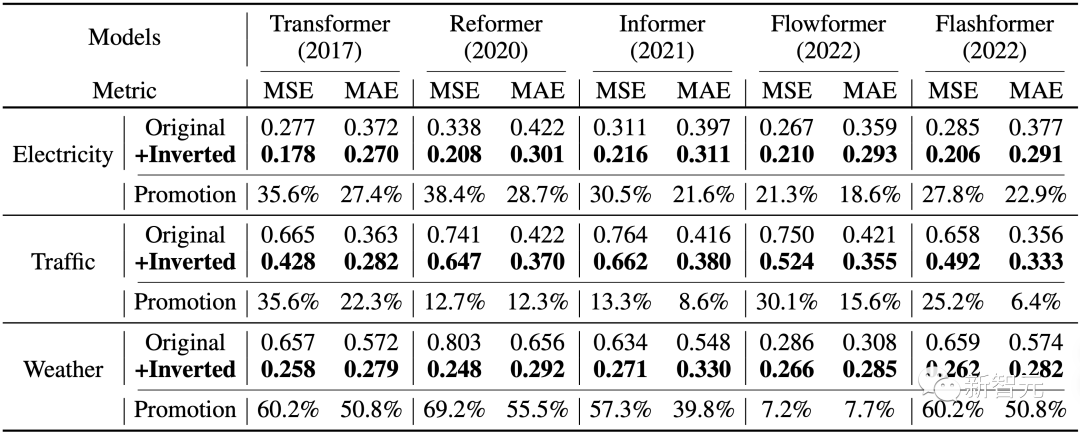 Models Transformer (2017) Reformer (2020) Informer (2021) Flowformer (2022) Flashformer (2022)
Metric MSE MAE MSE MAE MSE MAE MSE MAE MSE MAE
Electricity
Original 0.277 0.372 0.338 0.422 0.311 0.397 0.267 0.359 0.285 0.377
+Inverted 0.178 0.270 0.208 0.301 0.216 0.311 0.210 0.293 0.206 0.291
Promotion 35.6% 27.4% 38.4% 28.7% 30.5% 21.6% 21.3% 18.6% 27.8% 22.9%
Traffic
Original 0.665 0.363 0.741 0.422 0.764 0.416 0.750 0.421 0.658 0.356
+Inverted 0.428 0.282 0.647 0.370 0.662 0.380 0.524 0.355 0.492 0.333
Promotion 35.6% 22.3% 12.7% 12.3% 13.3% 8.6% 30.1% 15.6% 25.2% 6.4%
Weather
Original 0.657 0.572 0.803 0.656 0.634 0.548 0.286 0.308 0.659 0.574
+Inverted 0.258 0.279 0.248 0.292 0.271 0.330 0.266 0.285 0.262 0.282
Promotion 60.2% 50.8% 69.2% 55.5% 57.3% 39.8% 7.2% 7.7% 60.2% 50.8%
新智元